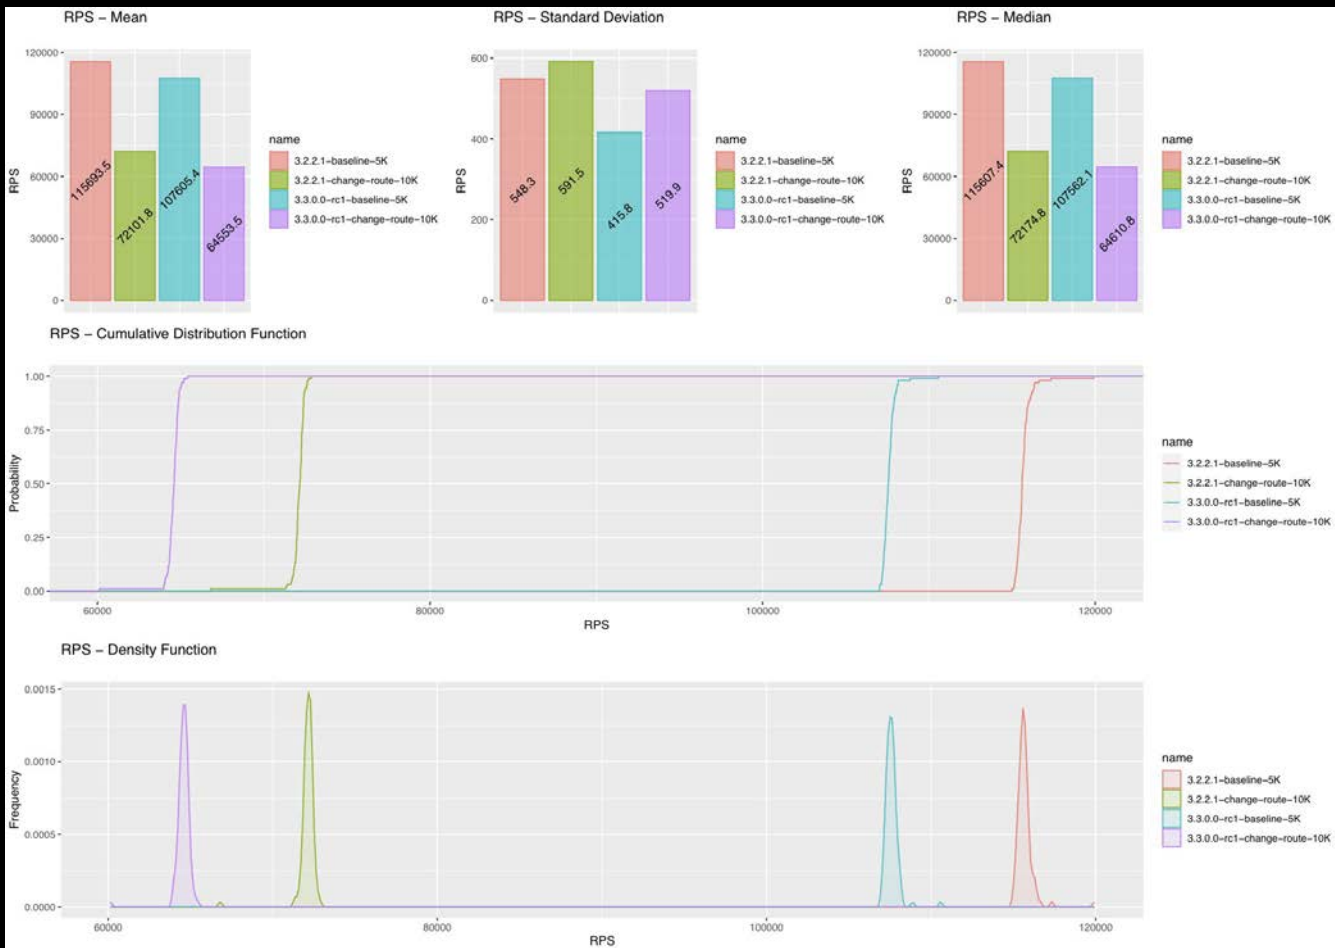 RPS – Mean
RPS – Standard Deviation
RPS – Median
120000
90000
60000
30000
0
RPS
115693.5
72101.8
107605.4
64553.5
name
3.2.2.1-baseline-5K
3.2.2.1-change-route-10K
3.3.0.0-rc1-baseline-5K
3.3.0.0-rc1-change-route-10K
600
400
200
0
RPS
548.3
591.5
415.8
519.9
name
3.2.2.1-baseline-5K
3.2.2.1-change-route-10K
3.3.0.0-rc1-baseline-5K
3.3.0.0-rc1-change-route-10K
120000
90000
60000
30000
0
RPS
115607.4
72174.8
107562.1
64610.8
name
3.2.2.1-baseline-5K
3.2.2.1-change-route-10K
3.3.0.0-rc1-baseline-5K
3.3.0.0-rc1-change-route-10K
RPS – Cumulative Distribution Function
1.00
0.75
0.50
0.25
0.00
Probability
60000 80000 100000 120000
RPS
name
3.2.2.1-baseline-5K
3.2.2.1-change-route-10K
3.3.0.0-rc1-baseline-5K
3.3.0.0-rc1-change-route-10K
RPS – Density Function
0.0015
0.0010
0.0005
0.0000
Frequency
60000 80000 100000 120000
RPS
name
3.2.2.1-baseline-5K
3.2.2.1-change-route-10K
3.3.0.0-rc1-baseline-5K
3.3.0.0-rc1-change-route-10K